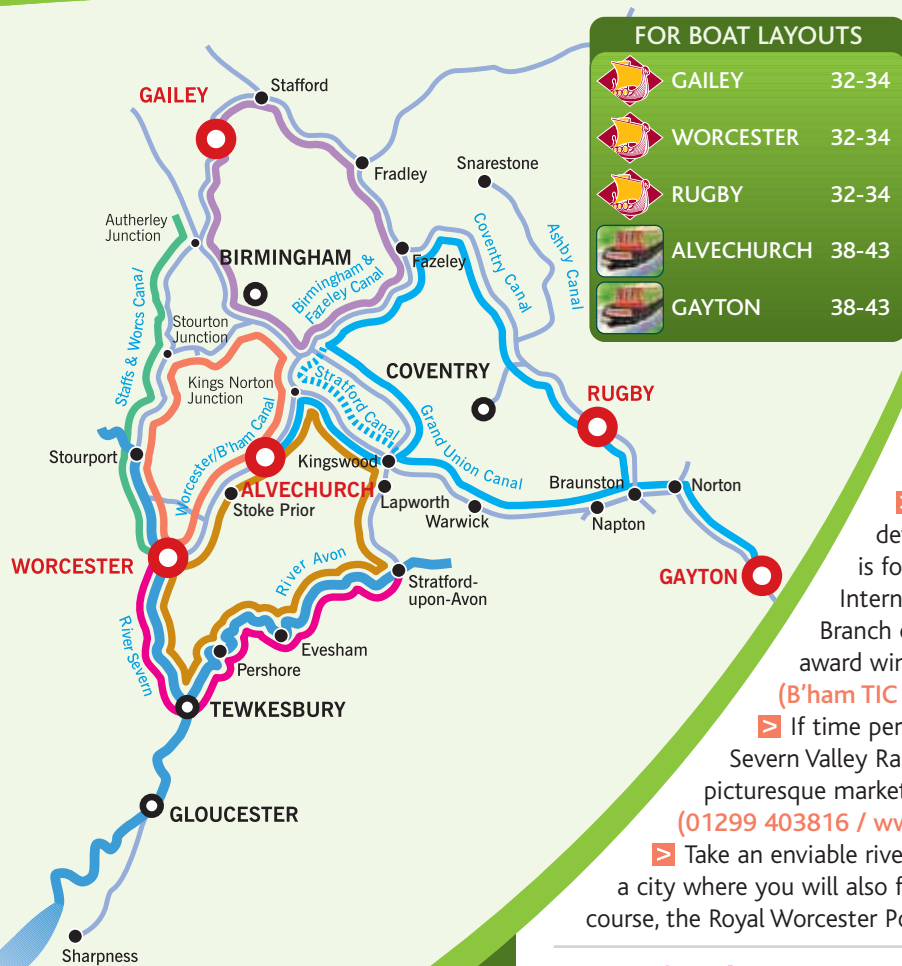 FOR BOAT LAYOUTS
GAILEY 32-34
WORCESTER 32-34
RUGBY 32-34
ALVECHURCH 38-43
GAYTON 38-43
Stafford
GAILEY
Fradley
Snarestone
Autherley
Junction
BIRMINGHAM
Fazeley
Birmingham &
Fazeley Canal
Coventry Canal
Ashby Canal
Staffs & Worcs Canal
Stourton
Junction
Kings Norton
Junction
Stratford Canal
COVENTRY
RUGBY
Grand Union Canal
Worcester/B'ham Canal
Stourport
Kingswood
ALVECHURCH
Stoke Prior
Lapworth
Warwick
Braunston
Norton
Napton
WORCESTER
GAYTON
River Avon
Stratford-
upon-Avon
River Severn
Evesham
Pershore
TEWKESBURY
GLOUCESTER
Sharpness
>
de
is fo
Intern
Branch
award win
(B'ham TIC
> If time per
Severn Valley Ra
picturesque market
(01299 403816 / w
> Take an enviable rive
a city where you will also f
course, the Royal Worcester Po